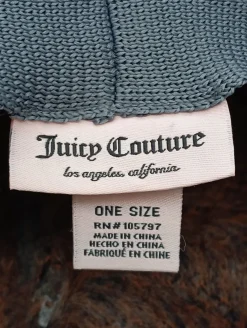 Juicy Couture
los angeles, california
ONE SIZE
RN# 105797
MADE IN CHINA
HECHO EN CHINA
FABRIQUÉ EN CHINE